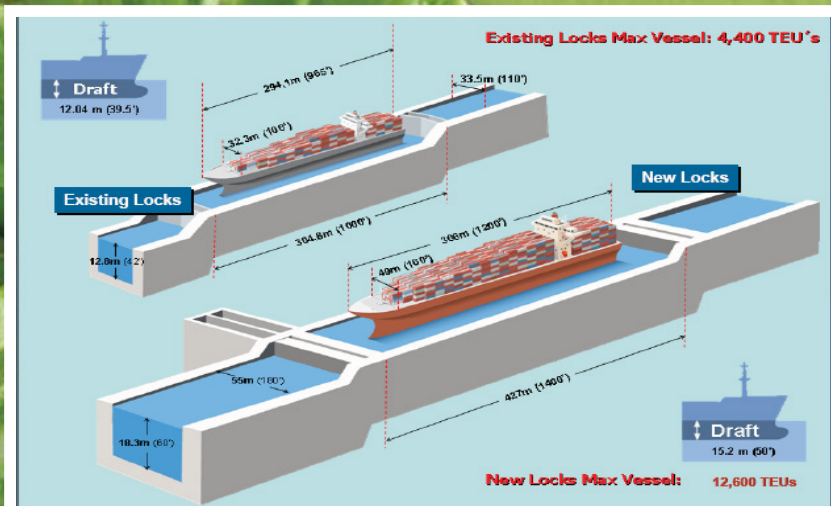 Existing Locks Max Vessel: 4,400 TEU´s
Draft
12.04 m (39.5')
294.1m (965')
33.5m (110')
32.3m (106')
Existing Locks
New Locks
304.8m (1000')
12.8m (42')
366m (1200')
49m (160')
55m (180')
18.3m (60')
427m (1400')
Draft
15.2 m (50')
New Locks Max Vessel: 12,600 TEUs